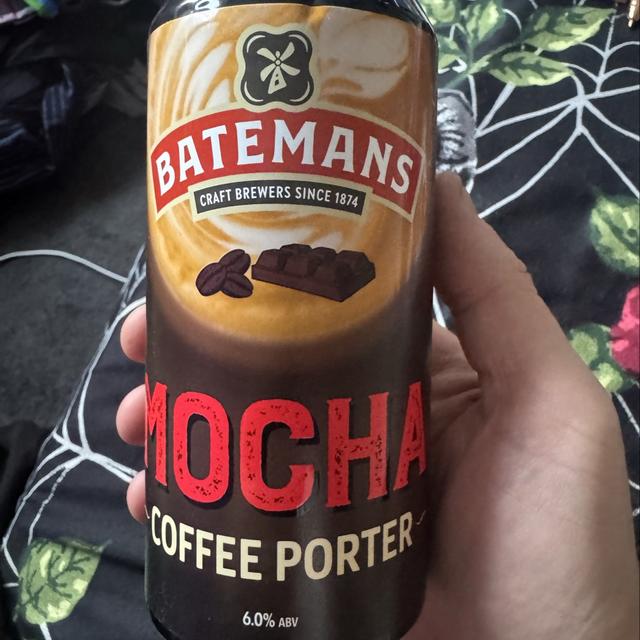 BATEMANS
CRAFT BREWERS SINCE 1874
MOCHA
COFFEE PORTER
6.0% ABV